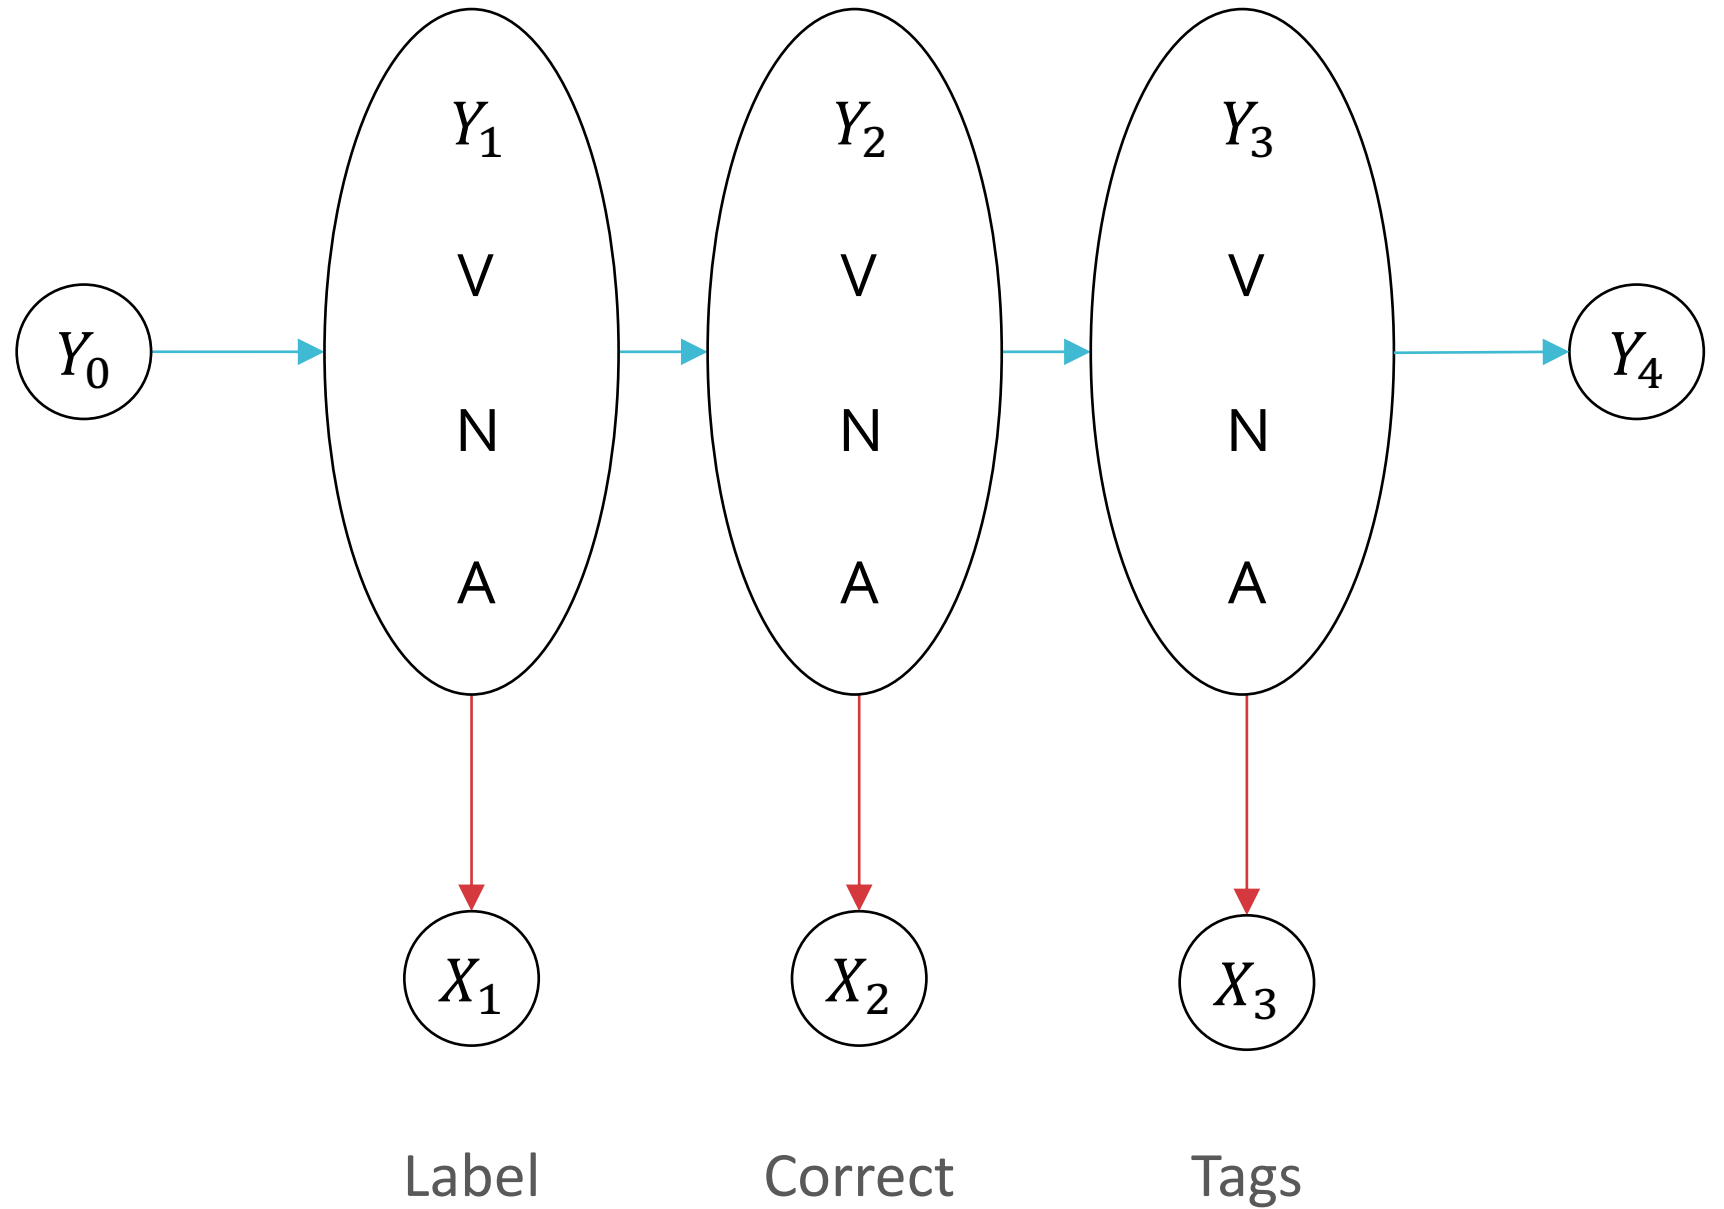 Y₁ Y₂ Y₃
V V V
Y₀ Y₄
N N N
A A A
X₁ X₂ X₃
Label Correct Tags